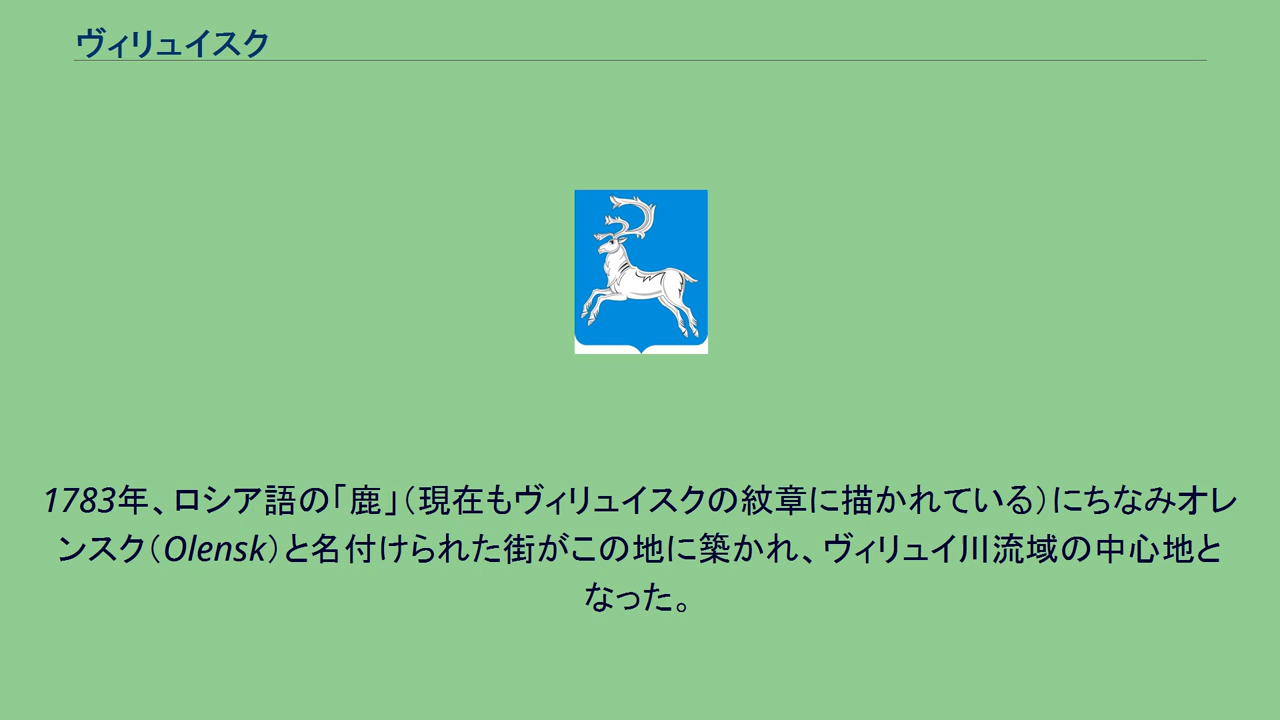 ヴィリュイスク
1783年、ロシア語の「鹿」（現在もヴィリュイスクの紋章に描かれている）にちなみオレ
ンスク（Olensk）と名付けられた街がこの地に築かれ、ヴィリュイ川流域の中心地と
なった。